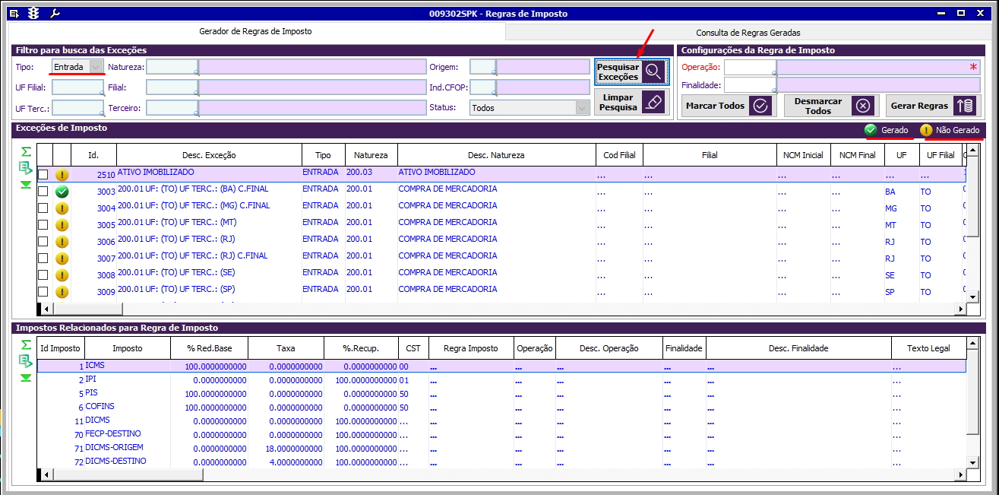 009302SPK - Regras de Imposto
Gerador de Regras de Imposto
Consulta de Regras Geradas
Filtro para busca das Exceções
Tipo: Entrada Natureza: Origem:
UF Filial: Filial: Ind.CFOP:
UF Terc.: Terceiro: Status: Todos
Pesquisar
Exceções
Limpar
Pesquisa
Configurações da Regra de Imposto
Operação: *
Finalidade:
Marcar Todos
Desmarcar
Todos
Gerar Regras
Exceções de Imposto
Gerado
Não Gerado
Id. Desc. Exceção Tipo Natureza Desc. Natureza Cod Filial Filial NCM Inicial NCM Final UF UF Filial
2510 ATIVO IMOBILIZADO ENTRADA 200.03 ATIVO IMOBILIZADO ... ... ... ... ... ...
3003 200.01 UF: (TO) UF TERC.: (BA) C.FINAL ENTRADA 200.01 COMPRA DE MERCADORIA ... ... ... ... BA TO
3004 200.01 UF: (TO) UF TERC.: (MG) C.FINAL ENTRADA 200.01 COMPRA DE MERCADORIA ... ... ... ... MG TO
3005 200.01 UF: (TO) UF TERC.: (MT) ENTRADA 200.01 COMPRA DE MERCADORIA ... ... ... ... MT TO
3006 200.01 UF: (TO) UF TERC.: (RJ) ENTRADA 200.01 COMPRA DE MERCADORIA ... ... ... ... RJ TO
3007 200.01 UF: (TO) UF TERC.: (RJ) C.FINAL ENTRADA 200.01 COMPRA DE MERCADORIA ... ... ... ... RJ TO
3008 200.01 UF: (TO) UF TERC.: (SE) ENTRADA 200.01 COMPRA DE MERCADORIA ... ... ... ... SE TO
3009 200.01 UF: (TO) UF TERC.: (SP) ENTRADA 200.01 COMPRA DE MERCADORIA ... ... ... ... SP TO
Impostos Relacionados para Regra de Imposto
Id Imposto Imposto % Red.Base Taxa %.Recup. CST Regra Imposto Operação Desc. Operação Finalidade Desc. Finalidade Texto Legal
1 ICMS 100.0000000000 0.0000000000 0.0000000000 00 ... ... ... ... ... ...
2 IPI 0.0000000000 0.0000000000 100.0000000000 01 ... ... ... ... ... ...
5 PIS 100.0000000000 0.0000000000 0.0000000000 50 ... ... ... ... ... ...
6 COFINS 100.0000000000 0.0000000000 0.0000000000 50 ... ... ... ... ... ...
11 DICMS 0.0000000000 0.0000000000 100.0000000000 ... ... ... ... ... ... ...
70 FECP-DESTINO 0.0000000000 0.0000000000 100.0000000000 ... ... ... ... ... ... ...
71 DICMS-ORIGEM 0.0000000000 18.0000000000 100.0000000000 ... ... ... ... ... ... ...
72 DICMS-DESTINO 0.0000000000 4.0000000000 100.0000000000 ... ... ... ... ... ... ...